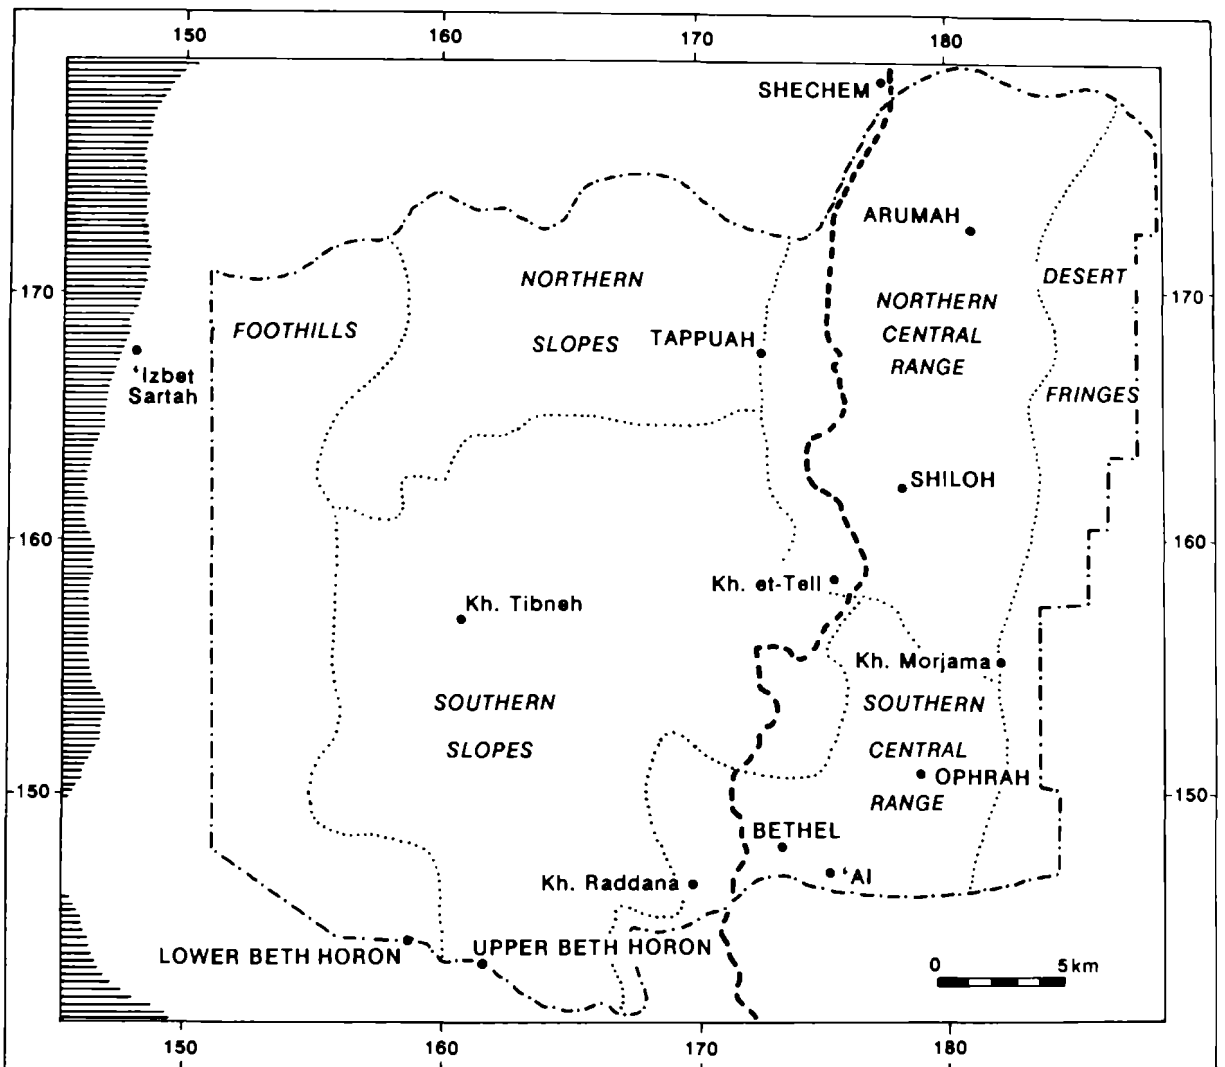 150 160 170 180
SHECHEM
ARUMAH
NORTHERN
DESERT
170 170
NORTHERN
FOOTHILLS
CENTRAL
SLOPES
TAPPUAH
RANGE
‘Izbet
Sartah
FRINGES
SHILOH
160 160
Kh. et-Tell
Kh. Tibneh
Kh. Morjama
SOUTHERN
SOUTHERN
SLOPES
CENTRAL
OPHRAH
150 150
RANGE
BETHEL
‘AI
Kh. Raddana
UPPER BETH HORON
LOWER BETH HORON
0 5km
150 160 170 180